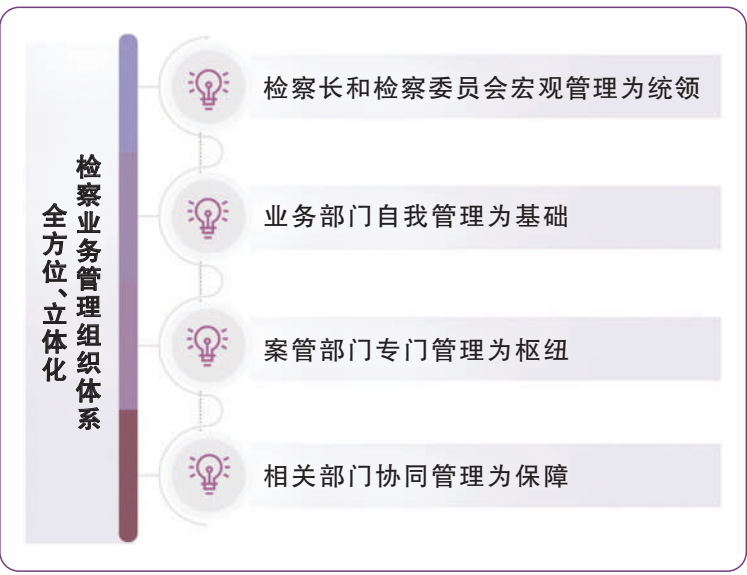 全方位、立体化
检察业务管理组织体系
检察长和检察委员会宏观管理为统领
业务部门自我管理为基础
案管部门专门管理为枢纽
相关部门协同管理为保障